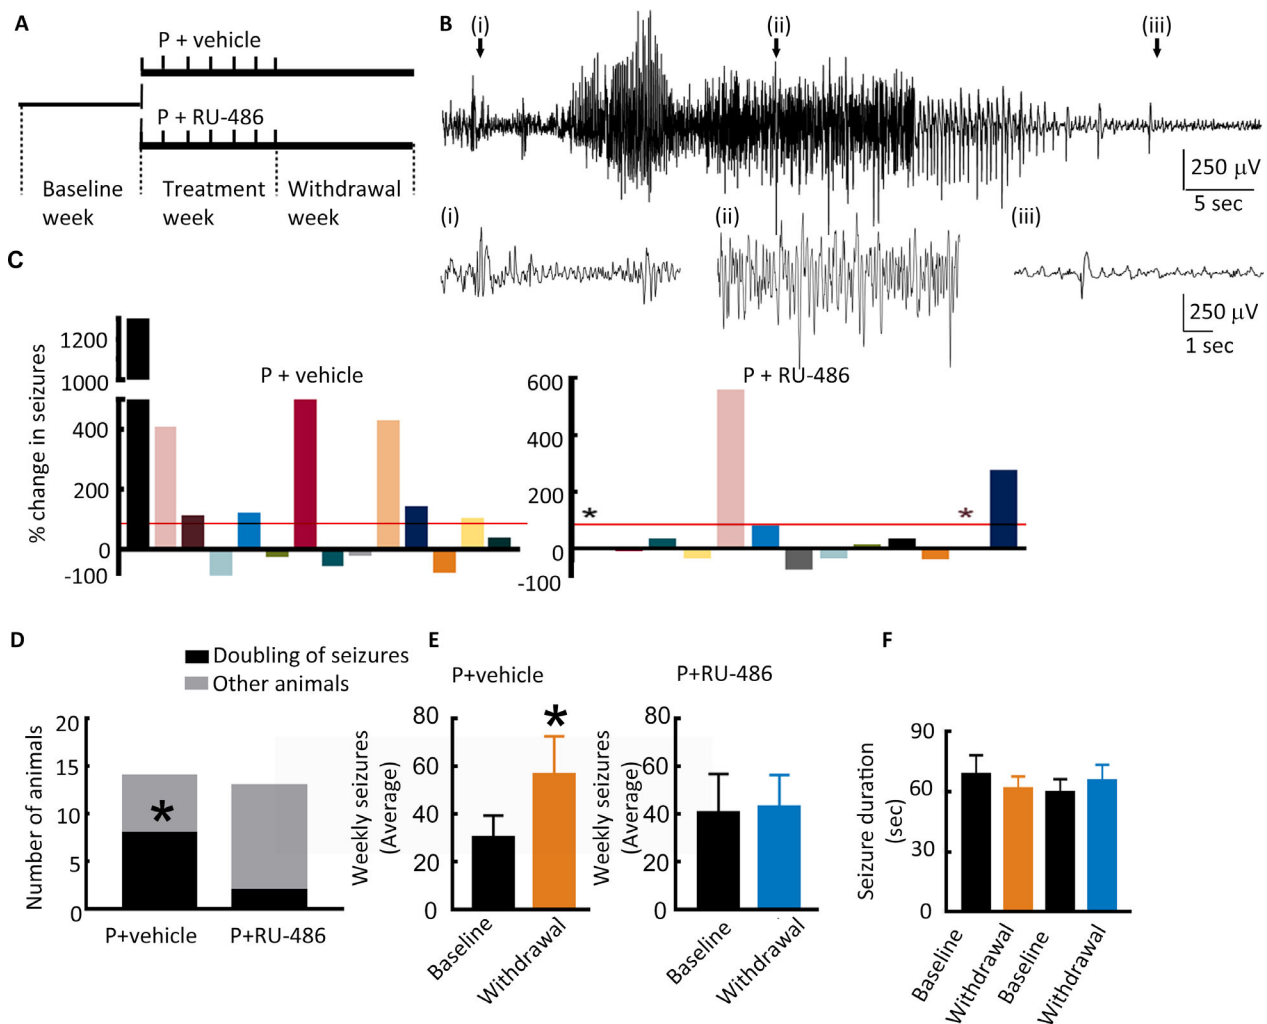 A
P + vehicle
P + RU-486
Baseline
week
Treatment
week
Withdrawal
week
B
(i)
(ii)
(iii)
250 µV
5 sec
(i)
(ii)
(iii)
250 µV
1 sec
C
% change in seizures
1200
1000
400
200
0
-100
P + vehicle
600
400
200
0
-100
P + RU-486
*
*
D
Doubling of seizures
Other animals
Number of animals
20
15
10
5
0
*
P+vehicle
P+RU-486
E
P+vehicle
Weekly seizures
(Average)
80
60
40
20
0
*
Baseline
Withdrawal
P+RU-486
Weekly seizures
(Average)
80
60
40
20
0
Baseline
Withdrawal
F
Seizure duration
(sec)
90
60
30
0
Baseline
Withdrawal
Baseline
Withdrawal